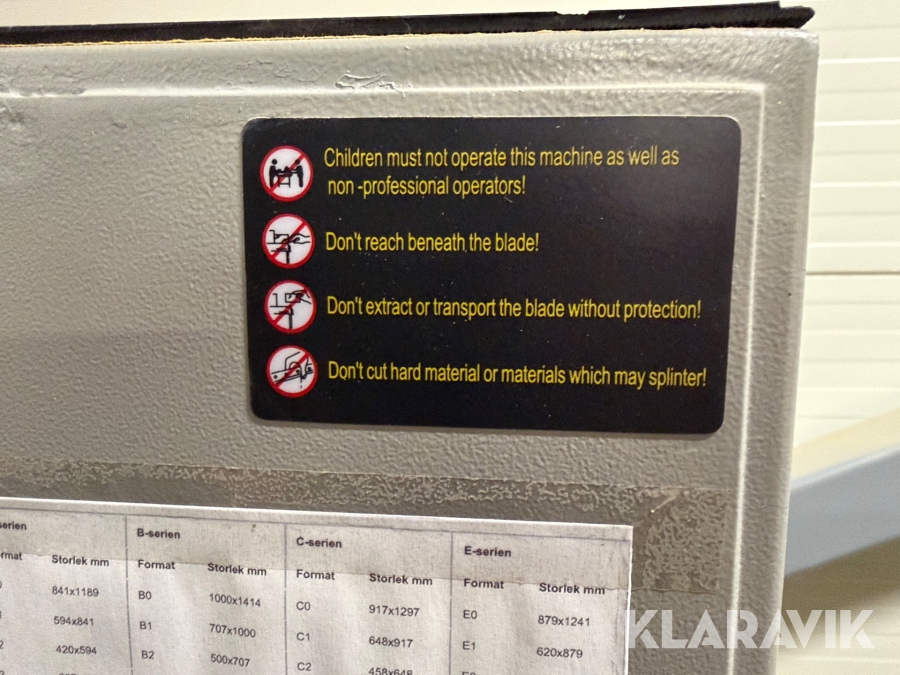 Children must not operate this machine as well as
non -professional operators!
Don't reach beneath the blade!
Don't extract or transport the blade without protection!
Don't cut hard material or materials which may splinter!
B-serien C-serien E-serien
Storlek mm Format Storlek mm Format Storlek mm Format Storlek mm
841x1189 B0 1000x1414 C0 917x1297 E0 879x1241
594x841 B1 707x1000 C1 648x917 E1 620x879
420x594 B2 500x707 C2 458x648
KLARAVIK